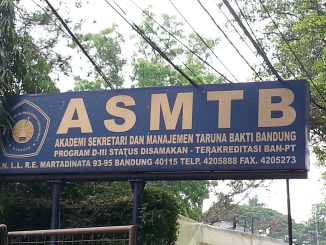 ASMTB
AKADEMI SEKRETARI DAN MANAJEMEN TARUNA BAKTI BANDUNG
PROGRAM D-III STATUS DISAMAKAN - TERAKREDITASI BAN-PT
LN. L.L. R.E. MARTADINATA 93-95 BANDUNG 40115 TELP. 4205888 FAX. 4205273